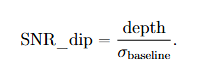 SNR_dip = depth / σ_baseline.